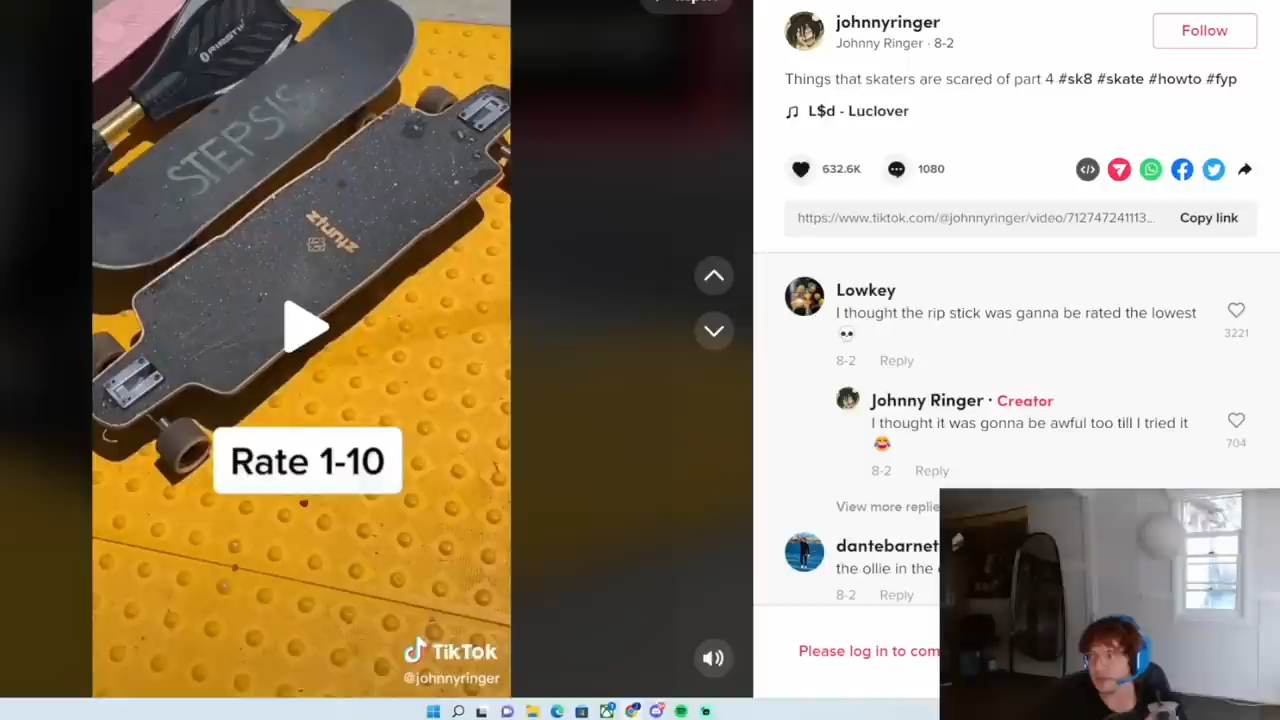 RIPSTIK
STEPSIS
ztunts
Rate 1-10
TikTok
@johnnyringer
johnnyringer
Johnny Ringer · 8-2
Follow
Things that skaters are scared of part 4 #sk8 #skate #howto #fyp
L$d - Luclover
632.6K
1080
https://www.tiktok.com/@johnnyringer/video/712747241113...
Copy link
Lowkey
I thought the rip stick was ganna be rated the lowest
💀
3221
8-2 Reply
Johnny Ringer · Creator
I thought it was gonna be awful too till I tried it
😂
704
8-2 Reply
View more replie
dantebarnet
the ollie in the
8-2 Reply
Please log in to com